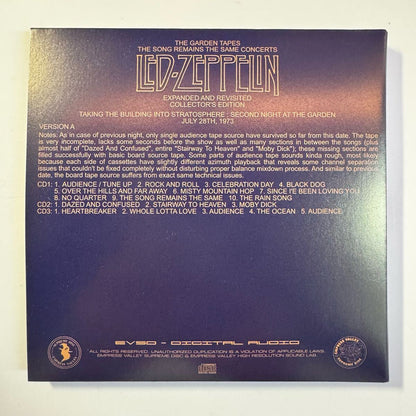 THE GARDEN TAPES
THE SONG REMAINS THE SAME CONCERTS
LED-ZEPPELIN
EXPANDED AND REVISITED
COLLECTOR'S EDITION
TAKING THE BUILDING INTO STRATOSPHERE : SECOND NIGHT AT THE GARDEN
JULY 28TH, 1973
VERSION A
Notes. As in case of previous night, only single audience tape source have survived so far from this date. The tape
is very incomplete, lacks some seconds before the show as well as many sections in between the songs (plus
almost half of "Dazed And Confused", entire "Stairway To Heaven" and "Moby Dick"); these missing sections are
filled successfully with basic board source tape. Some parts of audience tape sounds kinda rough, most likely
because each side of cassettes have slightly different azimuth playback that reveals some channel separation
issues that couldn't be fixed completely without disturbing proper balance mixdown process. And similar to previous
date, the board tape source suffers from exact same technical issues.
CD1: 1. AUDIENCE / TUNE UP 2. ROCK AND ROLL 3. CELEBRATION DAY 4. BLACK DOG
5. OVER THE HILLS AND FAR AWAY 6. MISTY MOUNTAIN HOP 7. SINCE I'E BEEN LOVING YOU
8. NO QUARTER 9. THE SONG REMAINS THE SAME 10. THE RAIN SONG
CD2: 1. DAZED AND CONFUSED 2. STAIRWAY TO HEAVEN 3. MOBY DICK
CD3: 1. HEARTBREAKER 2. WHOLE LOTTA LOVE 3. AUDIENCE 4. THE OCEAN 5. AUDIENCE
EVSD - DIGITAL AUDIO
ALL RIGHTS RESERVED. UNAUTHORIZED DUPLICATION IS A VIOLATION OF APPLICABLE LAWS.
EMPRESS VALLEY SUPREME DISC & EMPRESS VALLEY HIGH RESOLUTION SOUND LAB.